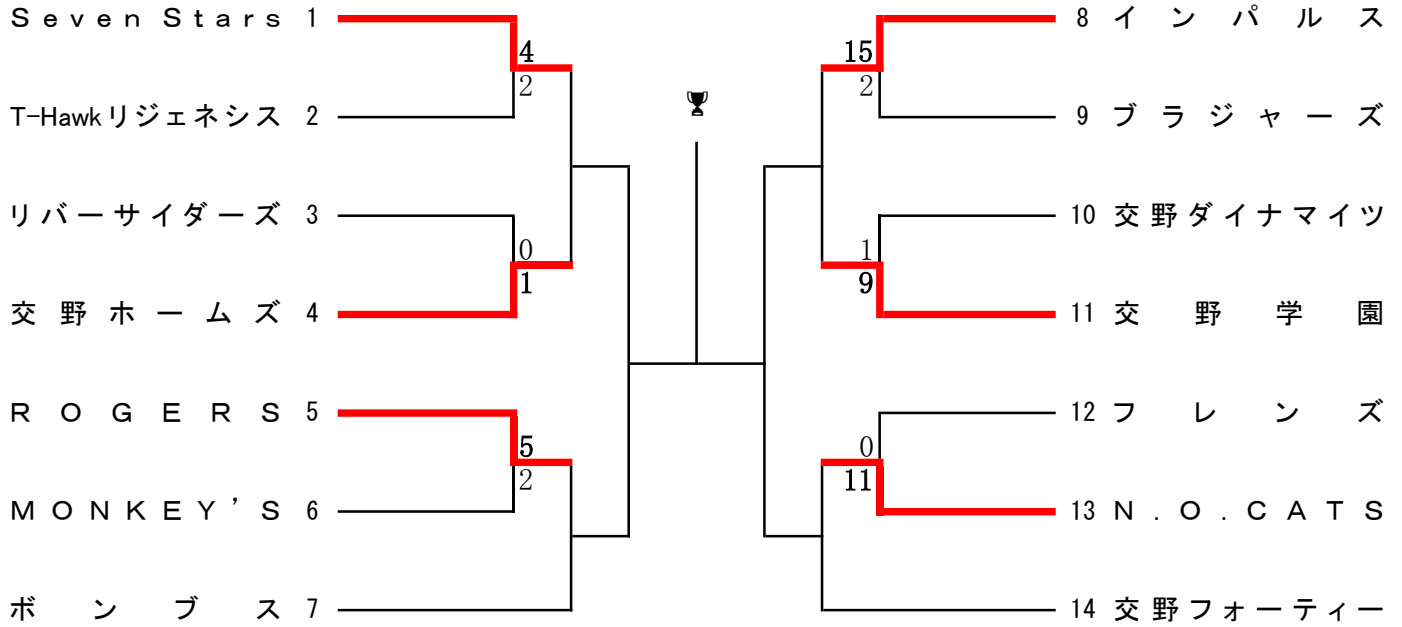 Seven Stars 1
4
2
T-Hawkリジェネシス 2
リバーサイダーズ 3
0
1
交野ホームズ 4
ROGERS 5
5
2
MONKEY'S 6
ボンブス 7
8 インパルス
15
2
9 ブラジャーズ
10 交野ダイナマイツ
1
9
11 交野学園
12 フレンズ
0
11
13 N.O.CATS
14 交野フォーティー